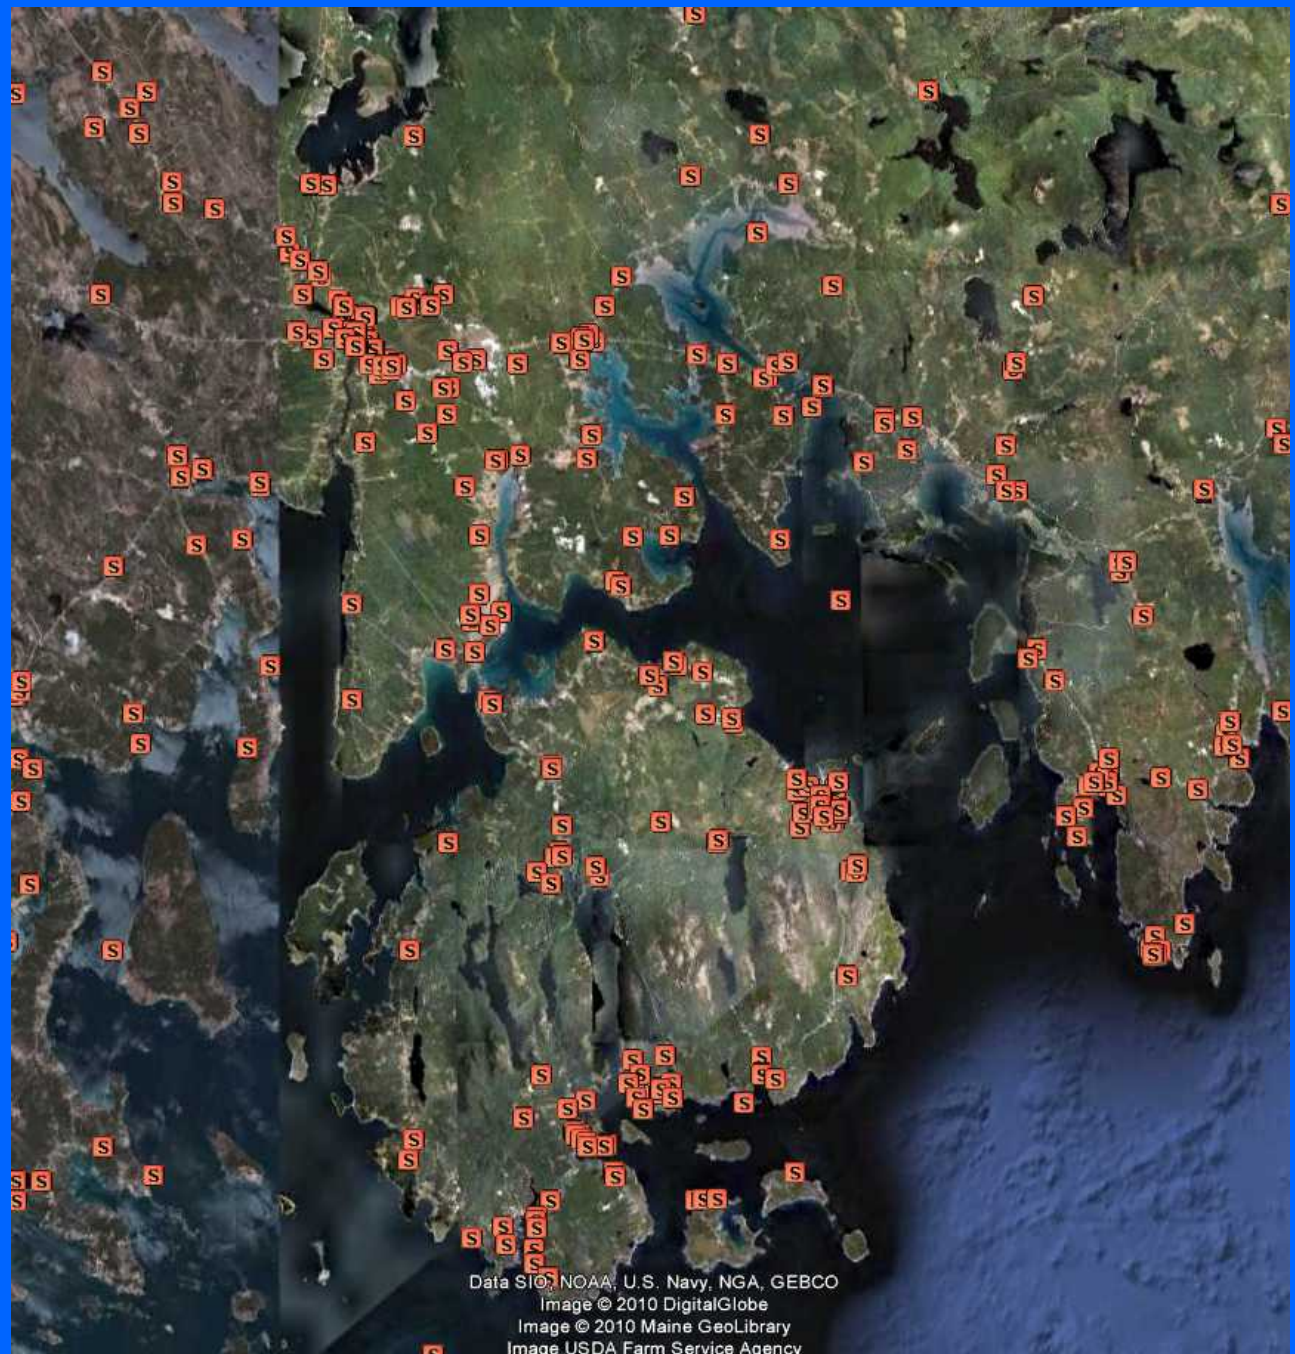 Data SIO, NOAA, U.S. Navy, NGA, GEBCO
Image © 2010 DigitalGlobe
Image © 2010 Maine GeoLibrary
Image USDA Farm Service Agency